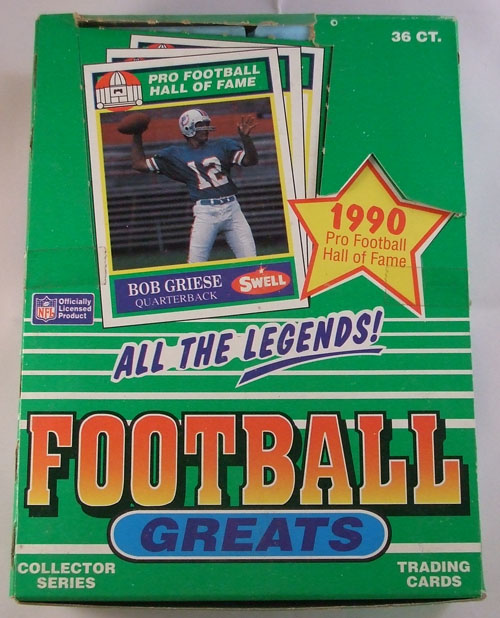 36 CT.
PRO FOOTBALL
HALL OF FAME
12
BOB GRIESE
QUARTERBACK
SWELL
1990
Pro Football
Hall of Fame
NFL
Officially
Licensed
Product
ALL THE LEGENDS!
FOOTBALL
GREATS
COLLECTOR
SERIES
TRADING
CARDS